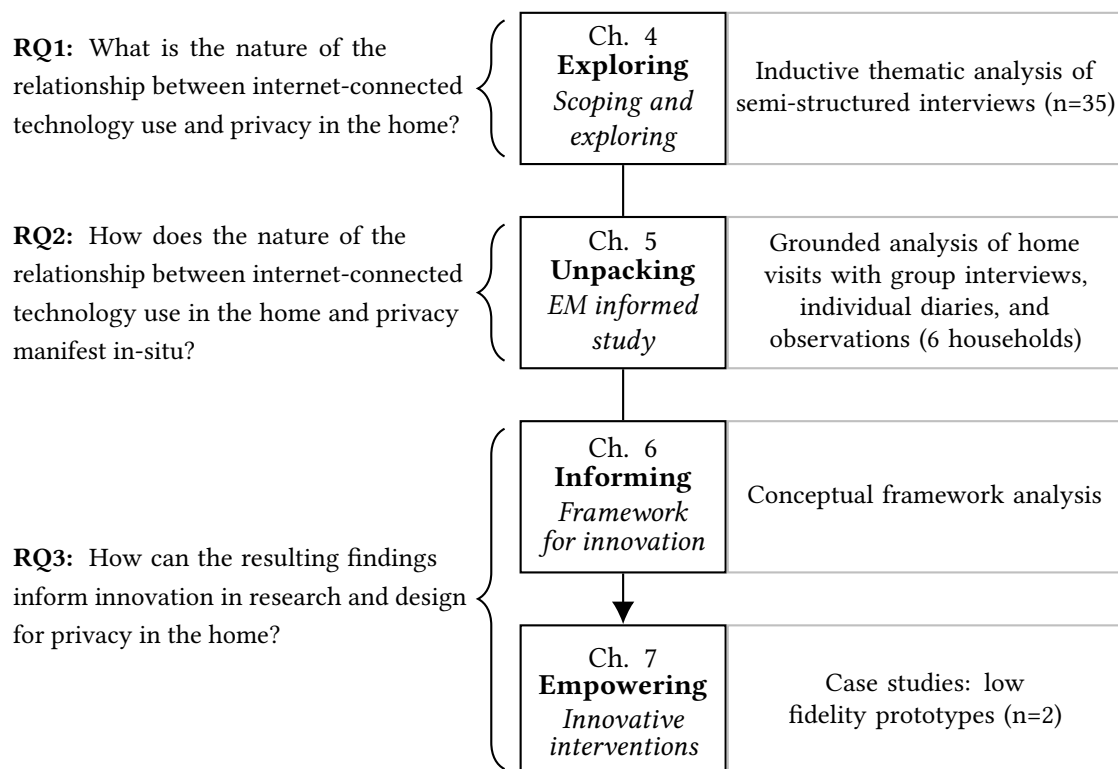 RQ1: What is the nature of the
relationship between internet-connected
technology use and privacy in the home?
Ch. 4
Exploring
Scoping and
exploring
Inductive thematic analysis of
semi-structured interviews (n=35)
RQ2: How does the nature of the
relationship between internet-connected
technology use in the home and privacy
manifest in-situ?
Ch. 5
Unpacking
EM informed
study
Grounded analysis of home
visits with group interviews,
individual diaries, and
observations (6 households)
RQ3: How can the resulting findings
inform innovation in research and design
for privacy in the home?
Ch. 6
Informing
Framework
for innovation
Conceptual framework analysis
Ch. 7
Empowering
Innovative
interventions
Case studies: low
fidelity prototypes (n=2)